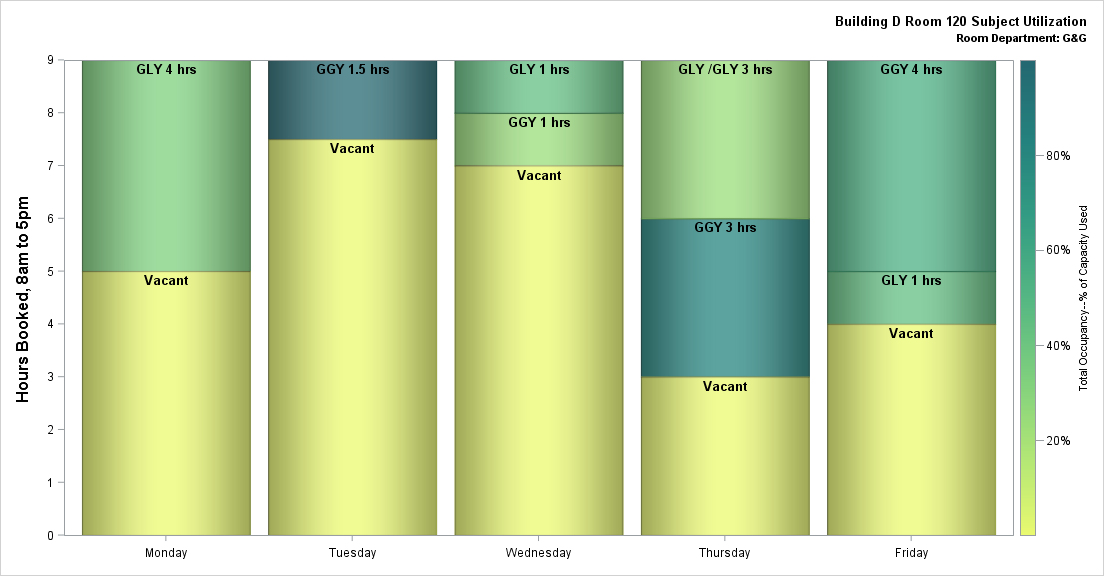 Building D Room 120 Subject Utilization
Room Department: G&G
Hours Booked, 8am to 5pm
9
8
7
6
5
4
3
2
1
0
GLY 4 hrs
Vacant
GGY 1.5 hrs
Vacant
GLY 1 hrs
GGY 1 hrs
Vacant
GLY /GLY 3 hrs
GGY 3 hrs
Vacant
GGY 4 hrs
GLY 1 hrs
Vacant
Monday
Tuesday
Wednesday
Thursday
Friday
80%
60%
40%
20%
Total Occupancy--% of Capacity Used